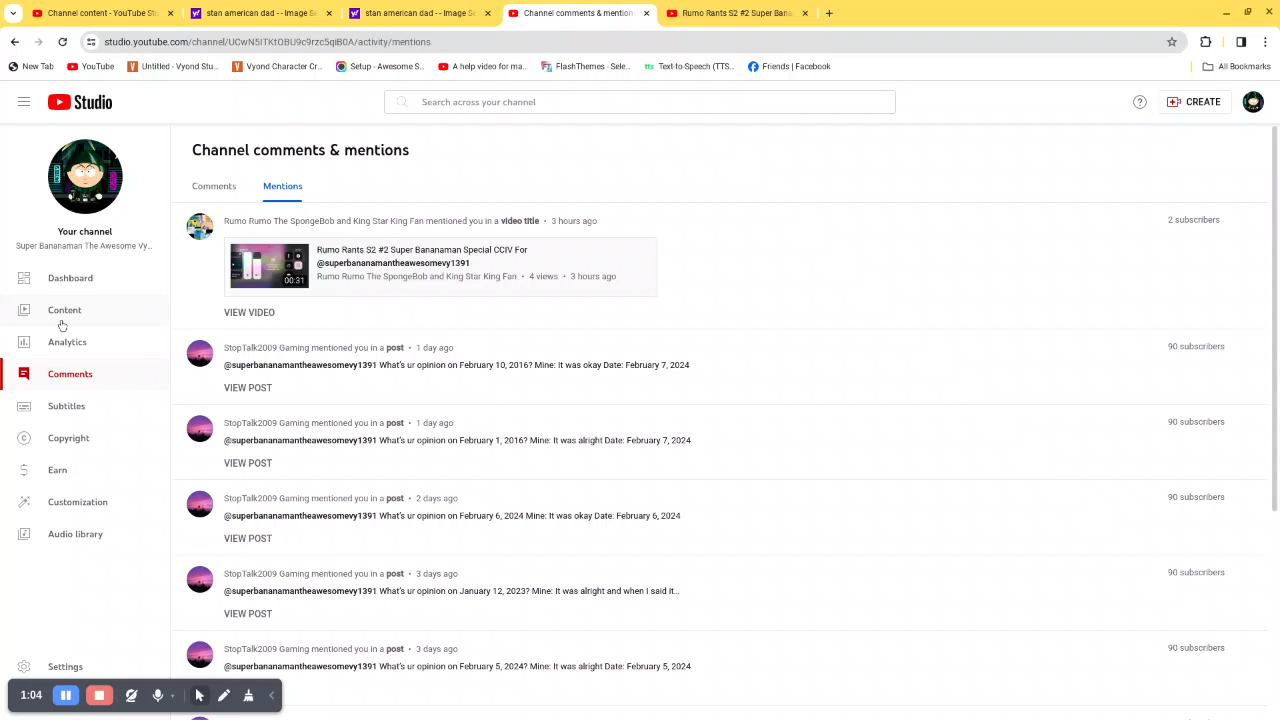 Channel content - YouTube Stu
stan american dad - - Image Se
stan american dad - - Image Se
Channel comments & mention
Rumo Rants S2 #2 Super Bana
studio.youtube.com/channel/UCwN5ITKtOBU9c9rzc5qiB0A/activity/mentions
New Tab
YouTube
Untitled - Vyond Stu...
Vyond Character Cr...
Setup - Awesome S...
A help video for ma...
FlashThemes - Sele...
Text-to-Speech (TTS...
Friends | Facebook
All Bookmarks
Studio
Search across your channel
CREATE
Your channel
Super Bananaman The Awesome Vy...
Dashboard
Content
Analytics
Comments
Subtitles
Copyright
Earn
Customization
Audio library
Settings
Channel comments & mentions
Comments Mentions
Rumo Rumo The SpongeBob and King Star King Fan mentioned you in a video title • 3 hours ago
2 subscribers
Rumo Rants S2 #2 Super Bananaman Special CCIV For
@superbananamantheawesomevy1391
Rumo Rumo The SpongeBob and King Star King Fan • 4 views • 3 hours ago
00:31
VIEW VIDEO
StopTalk2009 Gaming mentioned you in a post • 1 day ago
90 subscribers
@superbananamantheawesomevy1391 What's ur opinion on February 10, 2016? Mine: It was okay Date: February 7, 2024
VIEW POST
StopTalk2009 Gaming mentioned you in a post • 1 day ago
90 subscribers
@superbananamantheawesomevy1391 What's ur opinion on February 1, 2016? Mine: It was alright Date: February 7, 2024
VIEW POST
StopTalk2009 Gaming mentioned you in a post • 2 days ago
90 subscribers
@superbananamantheawesomevy1391 What's ur opinion on February 6, 2024 Mine: It was okay Date: February 6, 2024
VIEW POST
StopTalk2009 Gaming mentioned you in a post • 3 days ago
90 subscribers
@superbananamantheawesomevy1391 What's ur opinion on January 12, 2023? Mine: It was alright and when I said it...
VIEW POST
StopTalk2009 Gaming mentioned you in a post • 3 days ago
90 subscribers
@superbananamantheawesomevy1391 What's ur opinion on February 5, 2024? Mine: It was alright Date: February 5, 2024
1:04